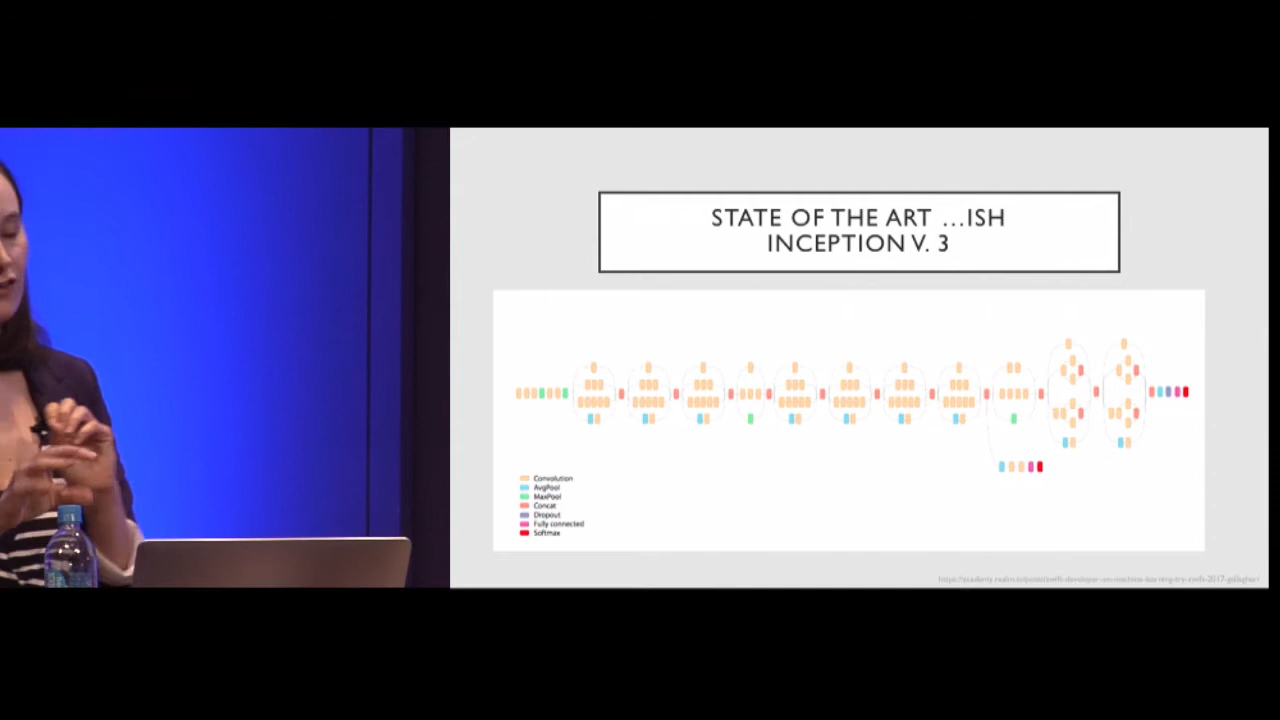 STATE OF THE ART ...ISH
INCEPTION V. 3
Convolution
AvgPool
MaxPool
Concat
Dropout
Fully connected
Softmax